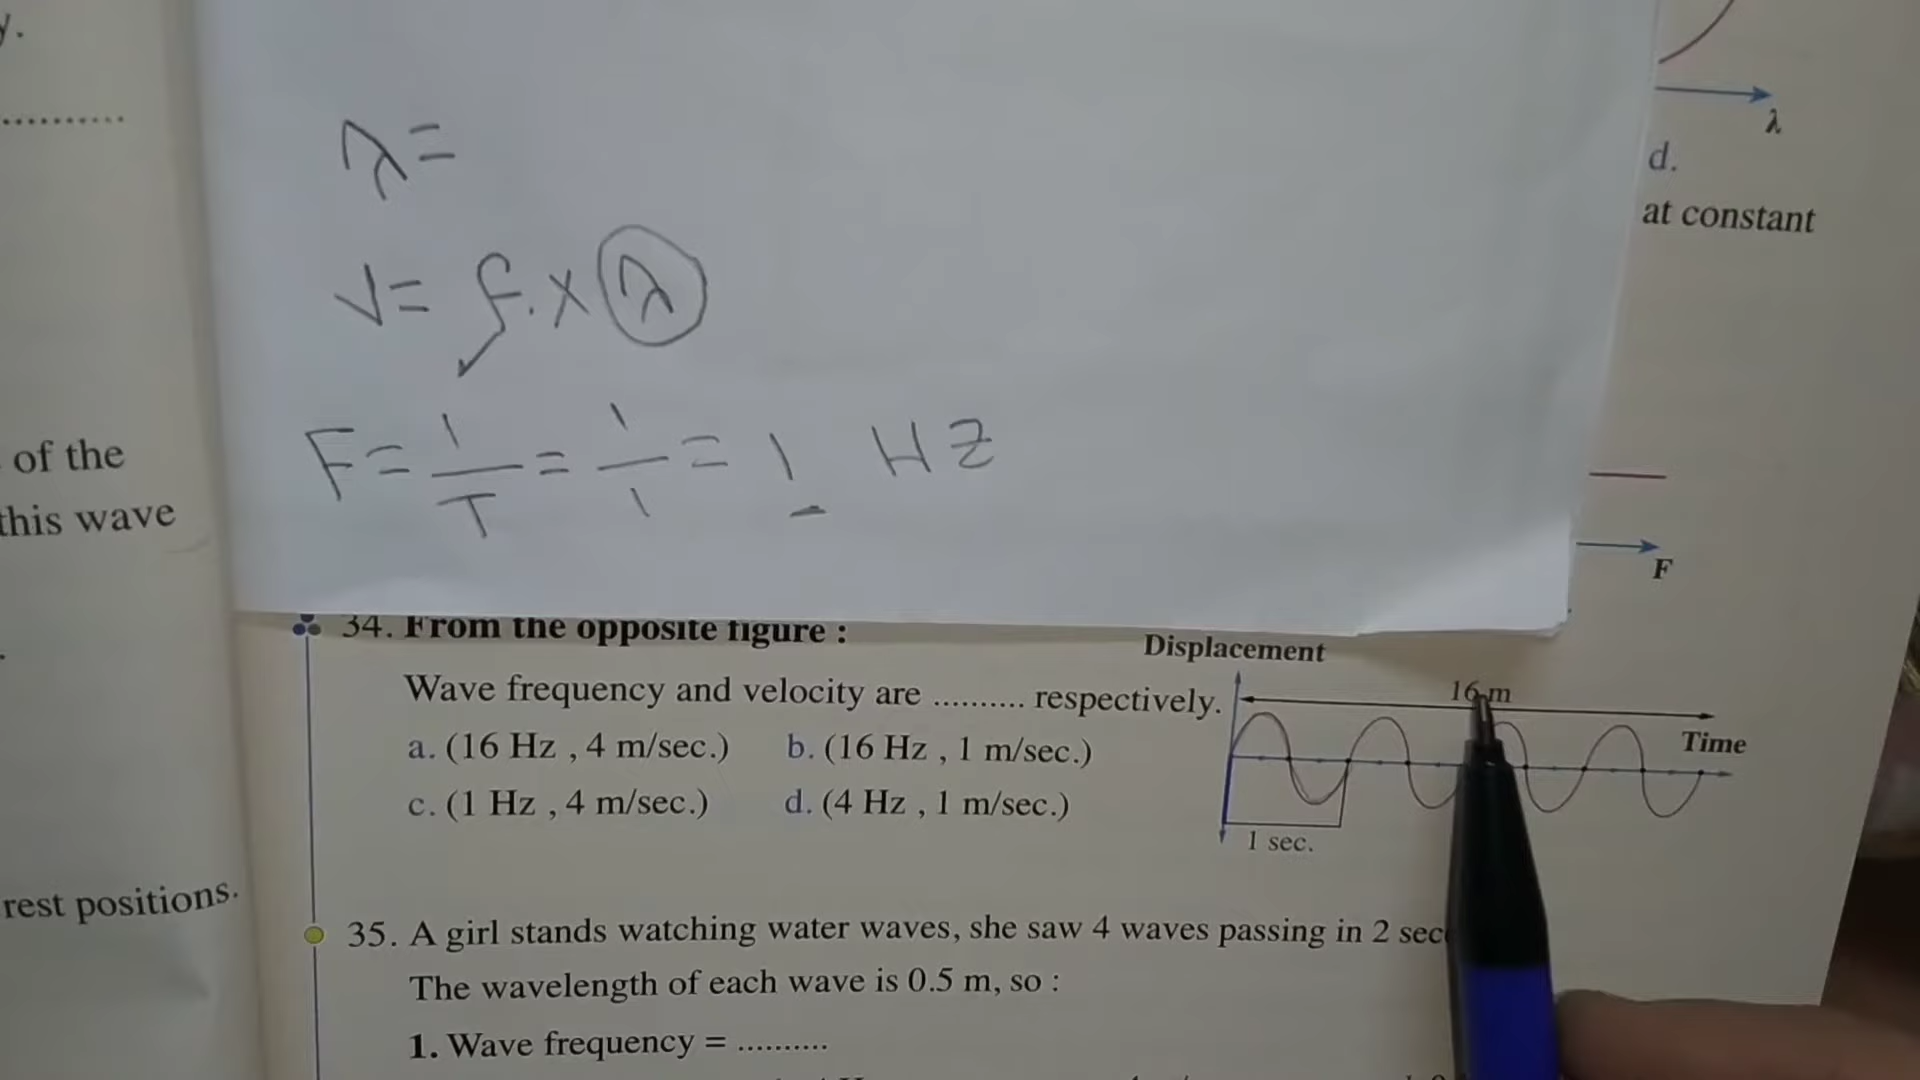 y.
λ=
v= f. x λ
F= 1/T = 1/1 = 1 Hz
λ
d.
at constant
F
of the
this wave
rest positions.
34. From the opposite figure :
Wave frequency and velocity are .......... respectively.
a. (16 Hz , 4 m/sec.) b. (16 Hz , 1 m/sec.)
c. (1 Hz , 4 m/sec.) d. (4 Hz , 1 m/sec.)
Displacement
16 m
Time
1 sec.
35. A girl stands watching water waves, she saw 4 waves passing in 2 sec
The wavelength of each wave is 0.5 m, so :
1. Wave frequency = ..........